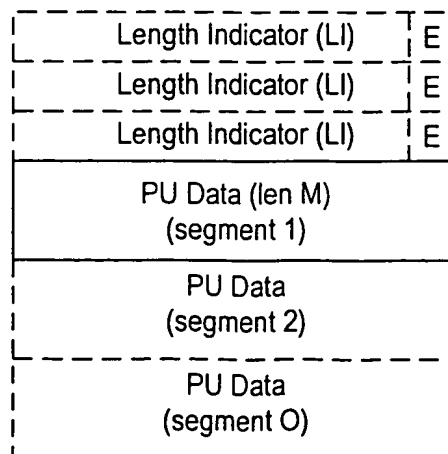 Length Indicator (LI) E
Length Indicator (LI) E
Length Indicator (LI) E
PU Data (len M)
(segment 1)
PU Data
(segment 2)
PU Data
(segment O)